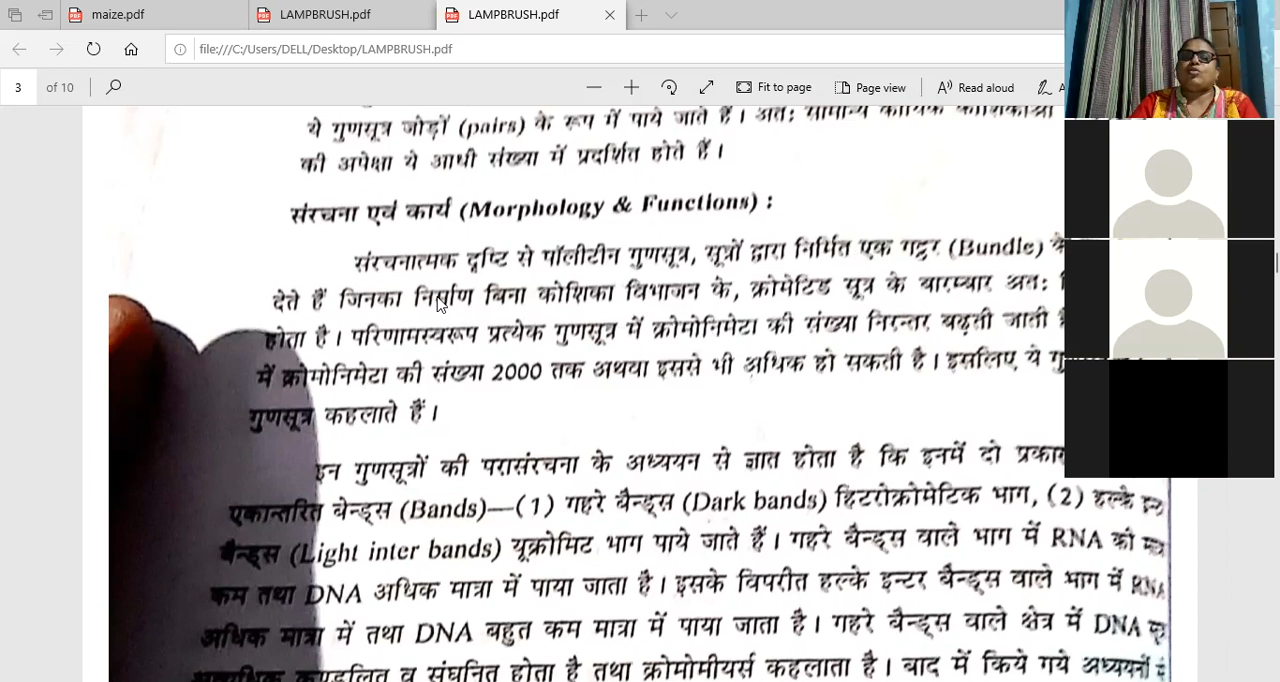 maize.pdf
LAMPBRUSH.pdf
LAMPBRUSH.pdf
file:///C:/Users/DELL/Desktop/LAMPBRUSH.pdf
3 of 10
Fit to page
Page view
Read aloud
ये गुणसूत्र जोड़ों (pairs) के रूप में पाये जाते हैं। अत: सामान्य कायिक कोशिकाओं
की अपेक्षा ये आधी संख्या में प्रदर्शित होते हैं।
संरचना एवं कार्य (Morphology & Functions) :
संरचनात्मक दृष्टि से पॉलीटीन गुणसूत्र, सूत्रों द्वारा निर्मित एक गट्ठर (Bundle) के
देते हैं जिनका निर्माण बिना कोशिका विभाजन के, क्रोमेटिड सूत्र के बारम्बार अत:
होता है। परिणामस्वरूप प्रत्येक गुणसूत्र में क्रोमोनिमेटा की संख्या निरन्तर बढ़ती जाती
में क्रोमोनिमेटा की संख्या 2000 तक अथवा इससे भी अधिक हो सकती है। इसलिए ये
गुणसूत्र कहलाते हैं।
इन गुणसूत्रों की परासंरचना के अध्ययन से ज्ञात होता है कि इनमें दो
एकान्तरित बेन्ड्स (Bands)—(1) गहरे बैन्ड्स (Dark bands) हिटरोक्रोमेटिक भाग, (2) हल्के
बैन्ड्स (Light inter bands) यूक्रोमिट भाग पाये जाते हैं। गहरे बैन्ड्स वाले भाग में RNA की
कम तथा DNA अधिक मात्रा में पाया जाता है। इसके विपरीत हल्के इन्टर बैन्ड्स वाले भाग में RNA
अधिक मात्रा में तथा DNA बहुत कम मात्रा में पाया जाता है। गहरे बैन्ड्स वाले क्षेत्र में DNA
कुण्डलित व संघनित होता है तथा क्रोमोमीयर्स कहलाता है। बाद में किये गये अध्ययनों